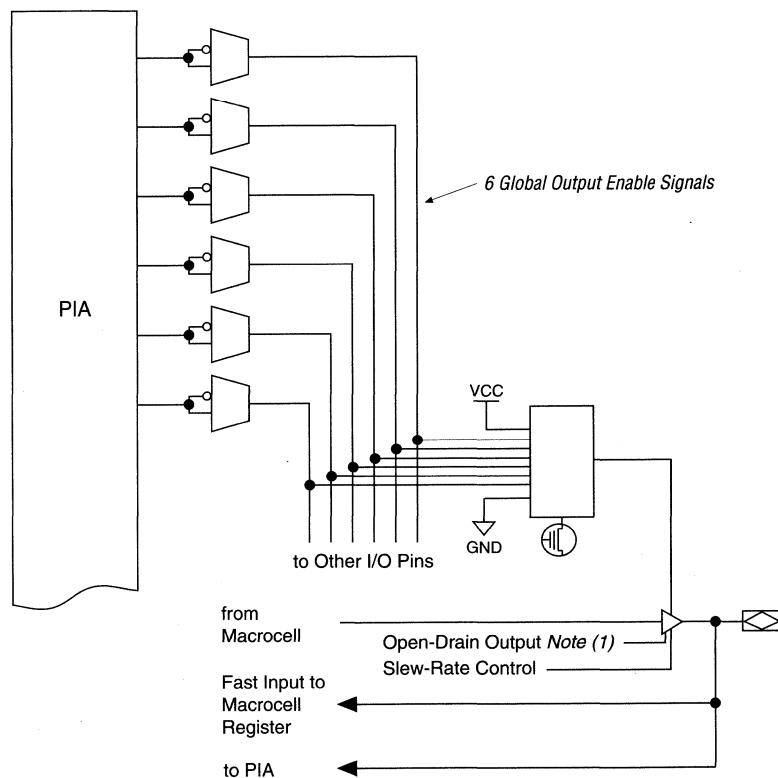 6 Global Output Enable Signals
PIA
VCC
GND
to Other I/O Pins
from
Macrocell
Open-Drain Output Note (1)
Slew-Rate Control
Fast Input to
Macrocell
Register
to PIA